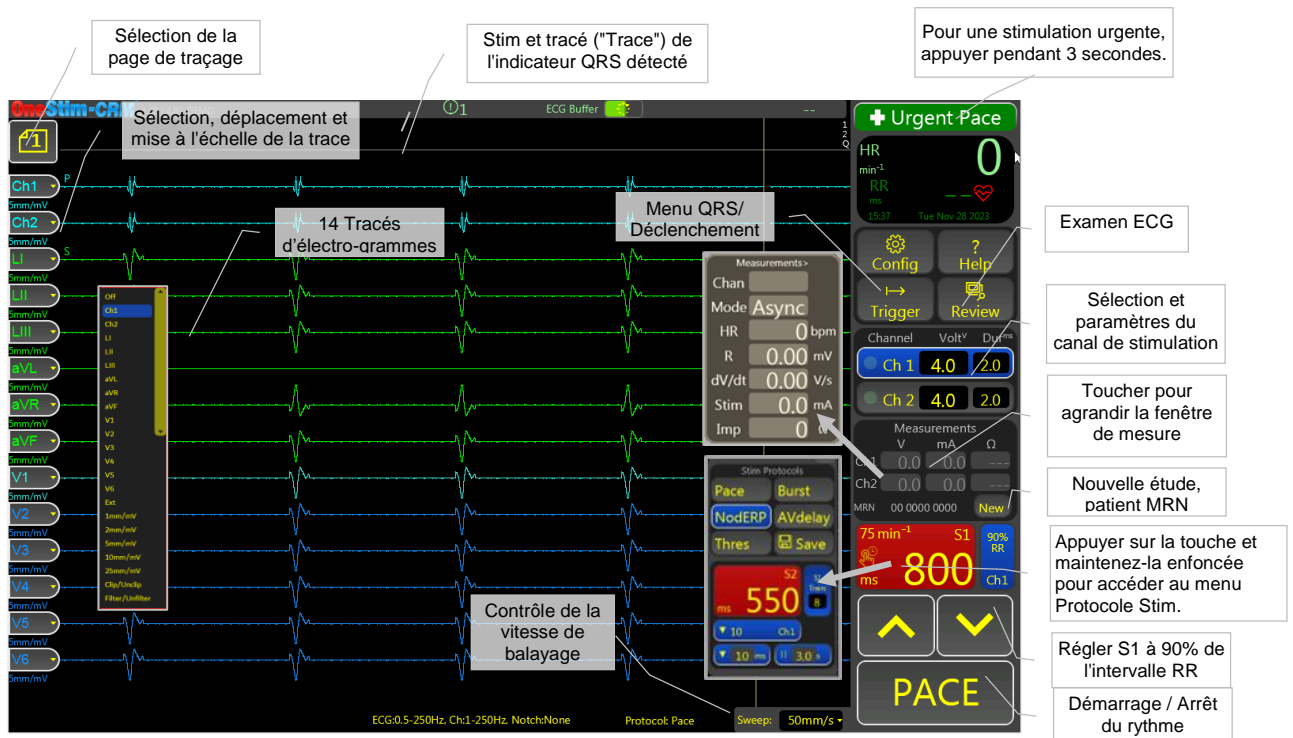 Sélection de la
page de traçage
Stim et tracé ("Trace") de
l'indicateur QRS détecté
Pour une stimulation urgente,
appuyer pendant 3 secondes.
OneStim-CRM
1
ECG Buffer
--
Urgent Pace
1
Sélection, déplacement et
mise à l'échelle de la trace
1
2
Q
HR
min-1
0
RR
ms
--
15:37 Tue Nov 28 2023
Ch1
P
5mm/mV
Ch2
5mm/mV
LI
S
5mm/mV
LII
5mm/mV
LIII
5mm/mV
aVL
5mm/mV
aVR
5mm/mV
aVF
5mm/mV
V1
5mm/mV
V2
5mm/mV
V3
5mm/mV
V4
5mm/mV
V5
5mm/mV
V6
5mm/mV
Off
Ch1
Ch2
LI
LII
LIII
aVL
aVR
aVF
V1
V2
V3
V4
V5
V6
Ext
1mm/mV
2mm/mV
5mm/mV
10mm/mV
25mm/mV
Clip/Unclip
Filter/Unfilter
14 Tracés
d'électro-grammes
Menu QRS/
Déclenchement
Measurements>
Chan
Mode Async
HR 0 bpm
R 0.00 mV
dV/dt 0.00 V/s
Stim 0.0 mA
Imp 0
Stim Protocols
Pace Burst
NodERP AVdelay
Thres Save
S2
ms 550
S1
Train
8
10 Ch1
10 ms 3.0 s
Contrôle de la
vitesse de
balayage
Config
? Help
Trigger
Review
Channel VoltV Durms
Ch 1 4.0 2.0
Ch 2 4.0 2.0
Measurements
V mA Ω
Ch1 0.0 0.0 ---
Ch2 0.0 0.0 ---
MRN 00 0000 0000 New
75 min-1 S1
ms 800
90%
RR
Ch1
PACE
Examen ECG
Sélection et
paramètres du
canal de stimulation
Toucher pour
agrandir la fenêtre
de mesure
Nouvelle étude,
patient MRN
Appuyer sur la touche et
maintenez-la enfoncée
pour accéder au menu
Protocole Stim.
Régler S1 à 90% de
l'intervalle RR
Démarrage / Arrêt
du rythme
ECG:0.5-250Hz, Ch:1-250Hz, Notch:None
Protocol: Pace
Sweep: 50mm/s